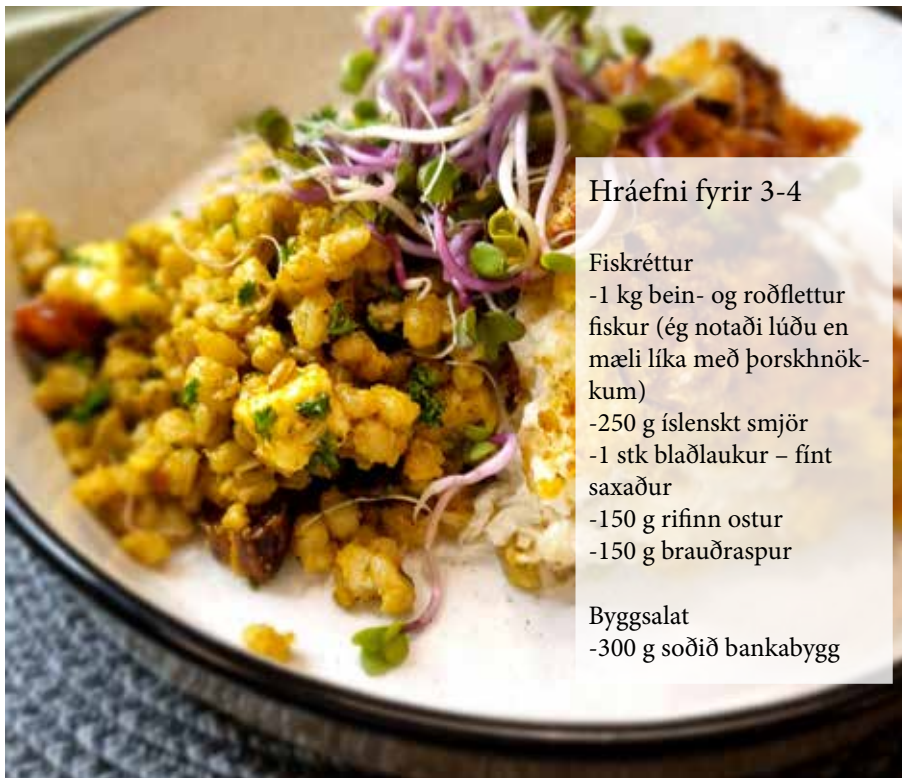 Hráefni fyrir 3-4
Fiskréttur
-1 kg bein- og roðflettur
fiskur (ég notaði lúðu en
mæli líka með þorskhnök-
kum)
-250 g íslenskt smjör
-1 stk blaðlaukur – fínt
saxaður
-150 g rifinn ostur
-150 g brauðraspur
Byggsalat
-300 g soðið bankabygg